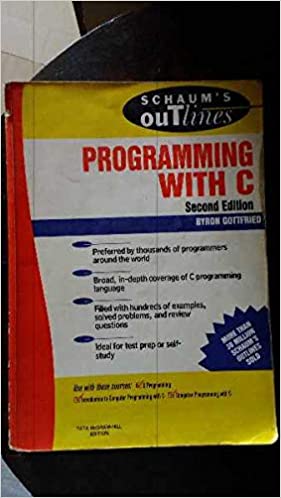 SCHAUM'S
ouTlines
PROGRAMMING
WITH C
Second Edition
BYRON GOTTFRIED
Preferred by thousands of programmers
around the world
Broad, in-depth coverage of C programming
language
Filled with hundreds of examples,
solved problems, and review
questions
Ideal for test prep or self-
study
MORE THAN
30 MILLION
SCHAUM'S
OUTLINES
SOLD
Use with these courses: Programming
Introduction to Computer Programming with C Computer Programming with C
TATA McGRAW-HILL
EDITION